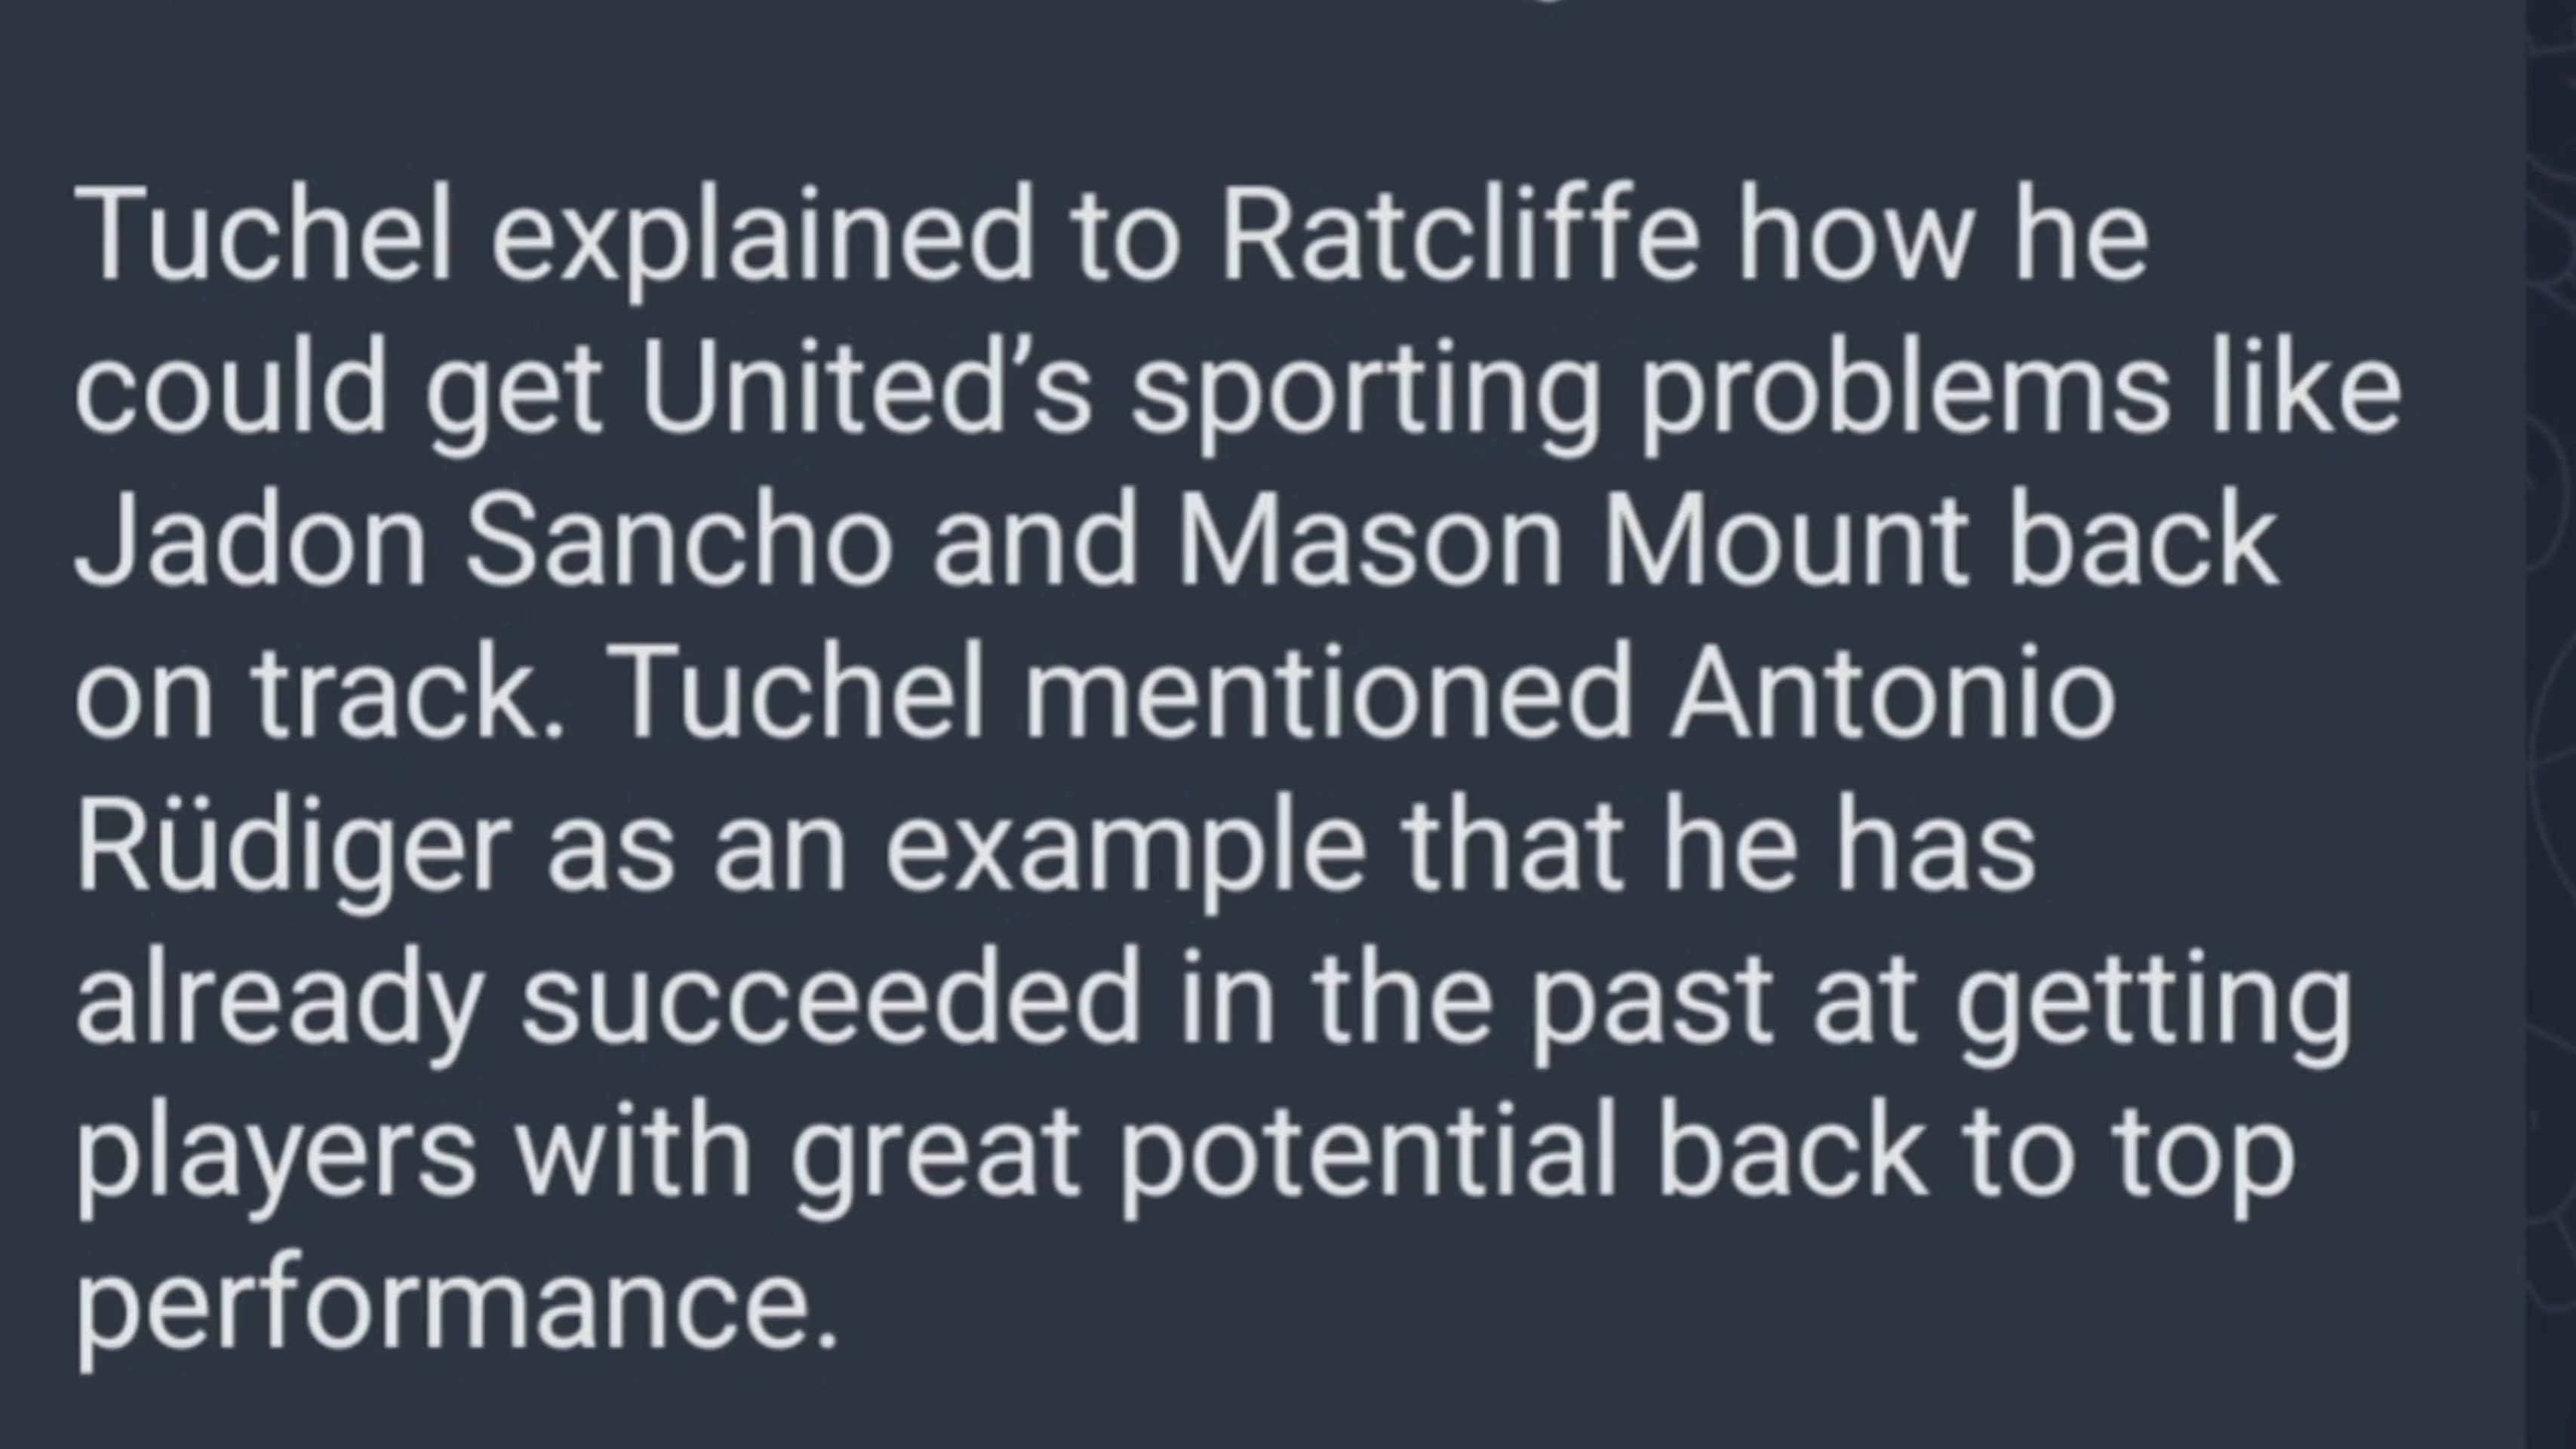 Tuchel explained to Ratcliffe how he
could get United’s sporting problems like
Jadon Sancho and Mason Mount back
on track. Tuchel mentioned Antonio
Rüdiger as an example that he has
already succeeded in the past at getting
players with great potential back to top
performance.